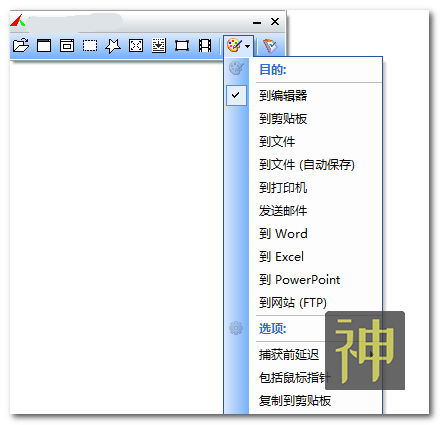 目的:
到编辑器
到剪贴板
到文件
到文件 (自动保存)
到打印机
发送邮件
到 Word
到 Excel
到 PowerPoint
到网站 (FTP)
选项:
捕获前延迟
包括鼠标指针
复制到剪贴板
神